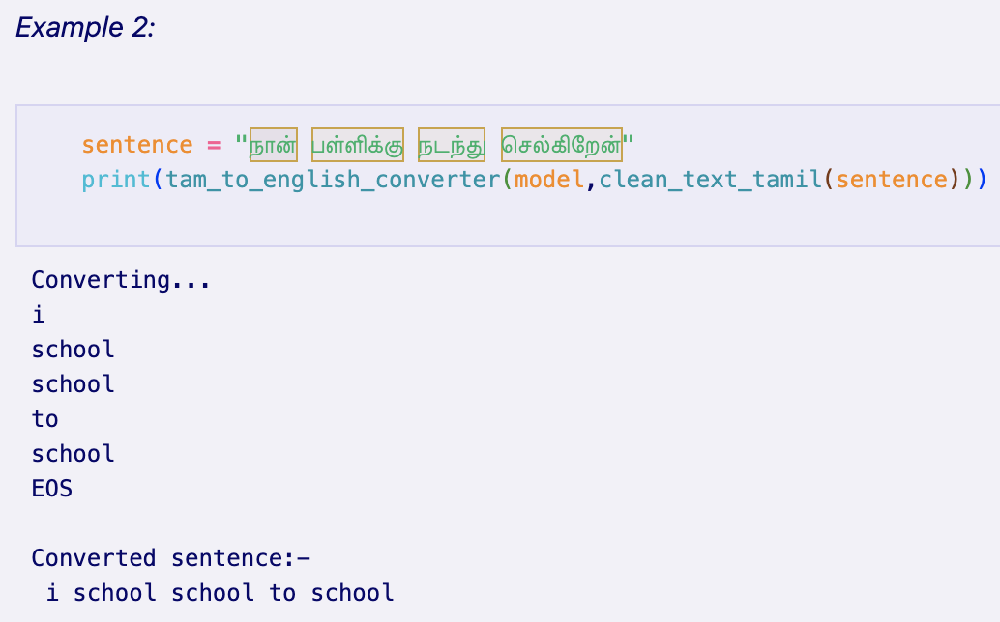 Example 2:
sentence = "நான் பள்ளிக்கு நடந்து செல்கிறேன்"
print(tam_to_english_converter(model,clean_text_tamil(sentence)))
Converting...
i
school
school
to
school
EOS
Converted sentence:-
i school school to school